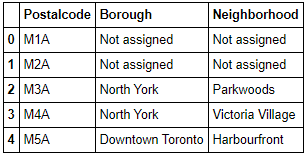 Postalcode Borough Neighborhood
0 M1A Not assigned Not assigned
1 M2A Not assigned Not assigned
2 M3A North York Parkwoods
3 M4A North York Victoria Village
4 M5A Downtown Toronto Harbourfront